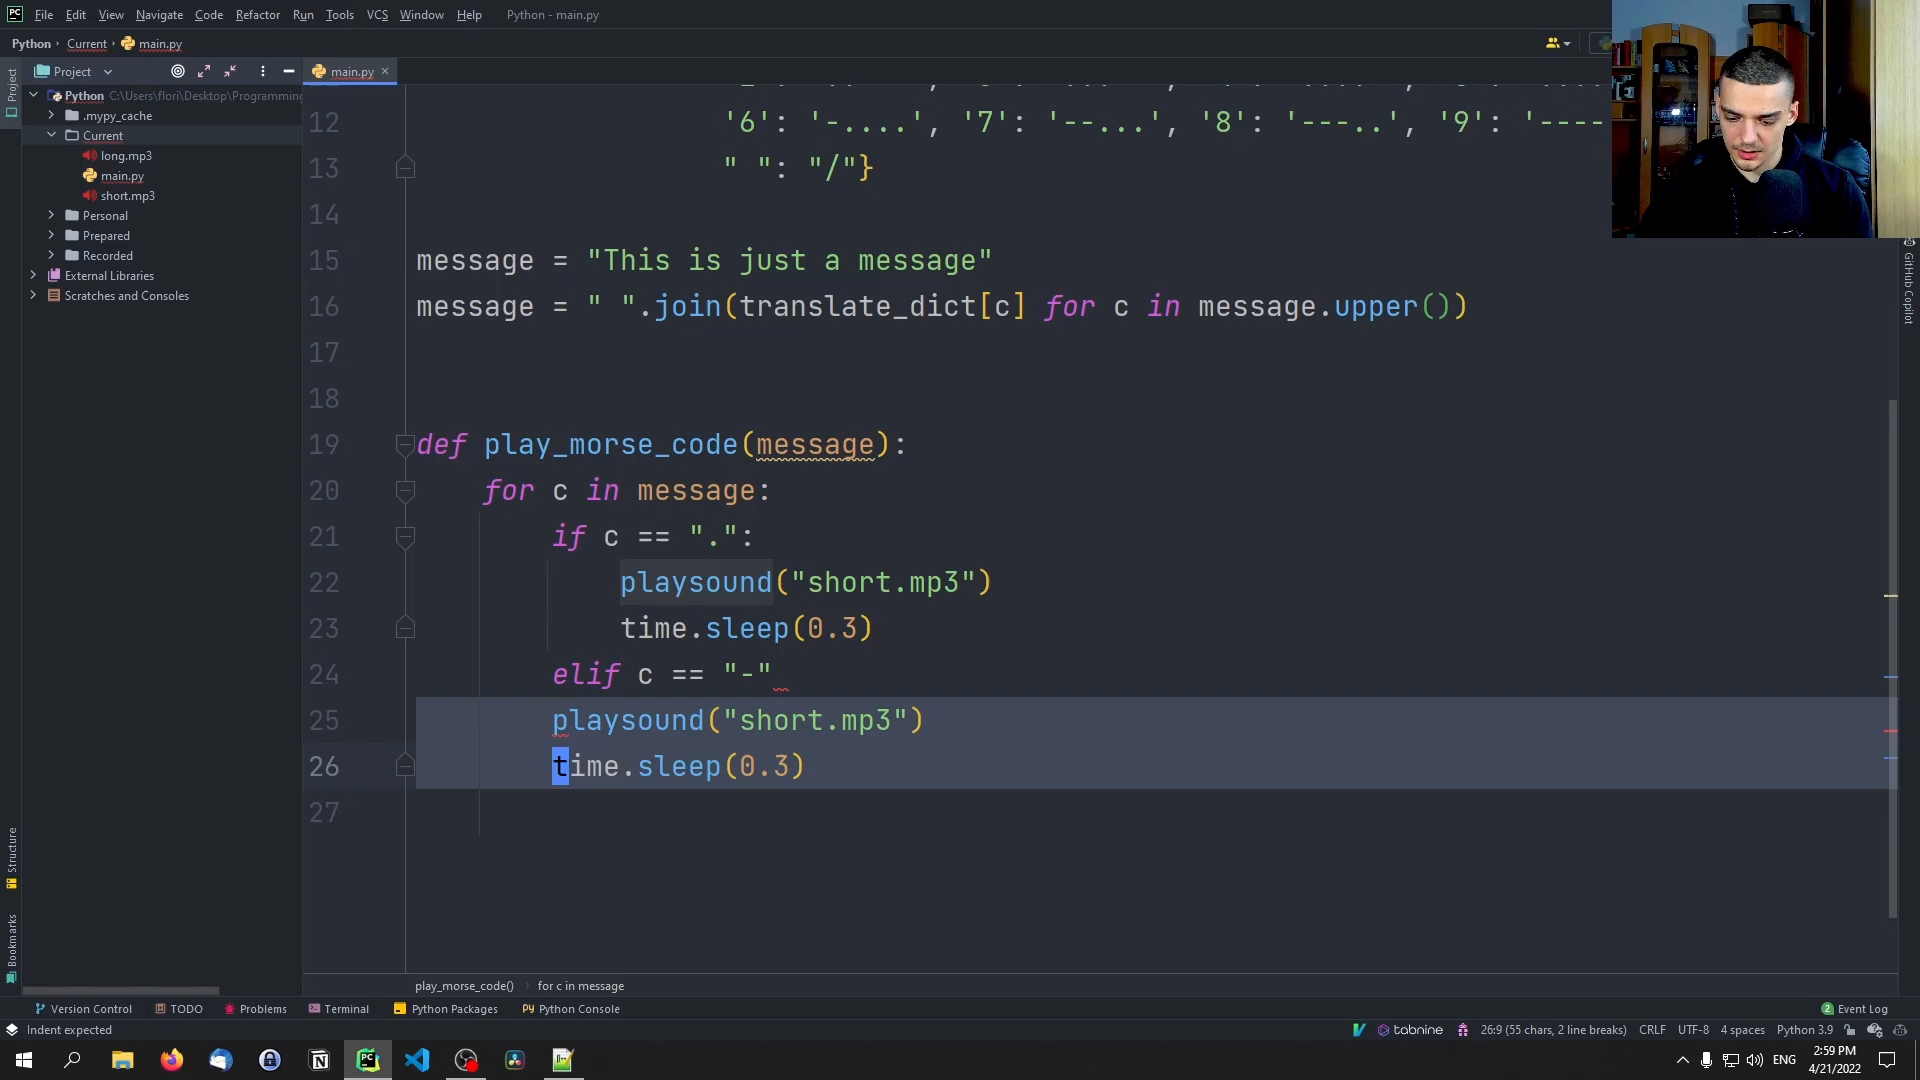 File Edit View Navigate Code Refactor Run Tools VCS Window Help Python - main.py
Python Current main.py
Project main.py
Project
Python C:\Users\flori\Desktop\Programming
.mypy_cache
Current
long.mp3
main.py
short.mp3
Personal
Prepared
Recorded
External Libraries
Scratches and Consoles
12 '6': '-....', '7': '--...', '8': '---..', '9': '----
13 " ": "/"}
14
15 message = "This is just a message"
16 message = " ".join(translate_dict[c] for c in message.upper())
17
18
19 def play_morse_code(message):
20 for c in message:
21 if c == ".":
22 playsound("short.mp3")
23 time.sleep(0.3)
24 elif c == "-"
25 playsound("short.mp3")
26 time.sleep(0.3)
27
GitHub Copilot
Structure
Bookmarks
play_morse_code() for c in message
Version Control TODO Problems Terminal Python Packages Python Console 2 Event Log
Indent expected tabnine 26:9 (55 chars, 2 line breaks) CRLF UTF-8 4 spaces Python 3.9
ENG 2:59 PM
4/21/2022